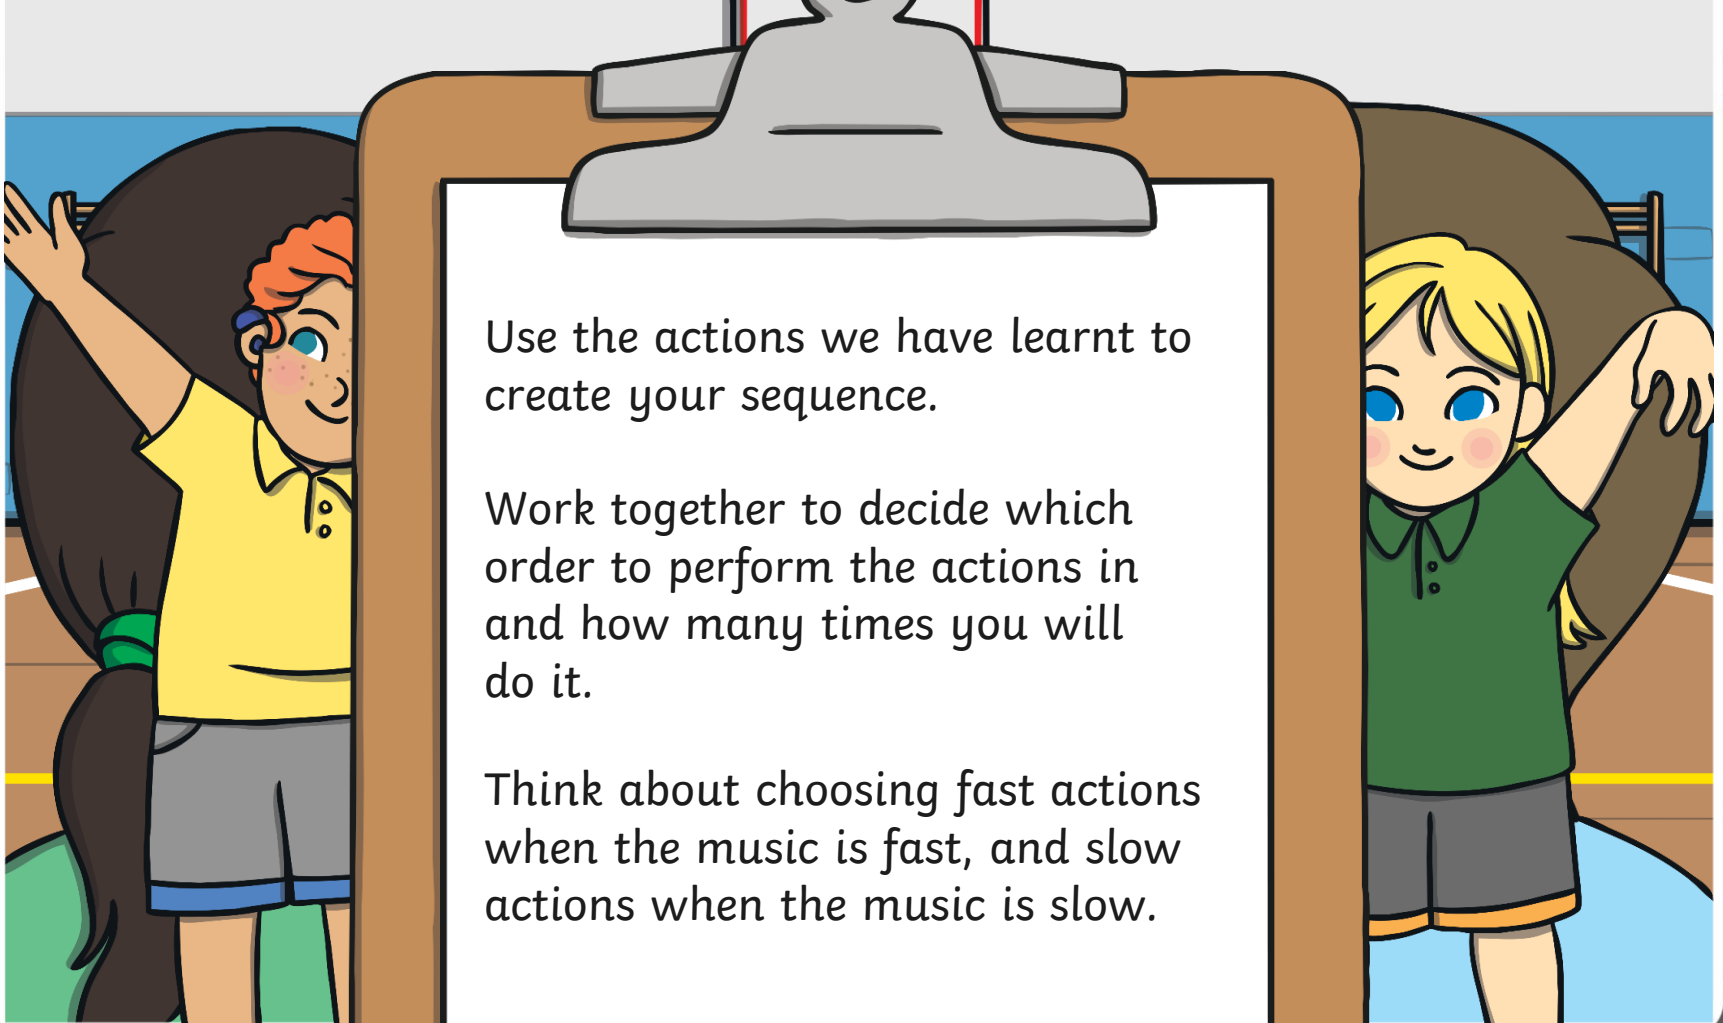 Use the actions we have learnt to
create your sequence.
Work together to decide which
order to perform the actions in
and how many times you will
do it.
Think about choosing fast actions
when the music is fast, and slow
actions when the music is slow.